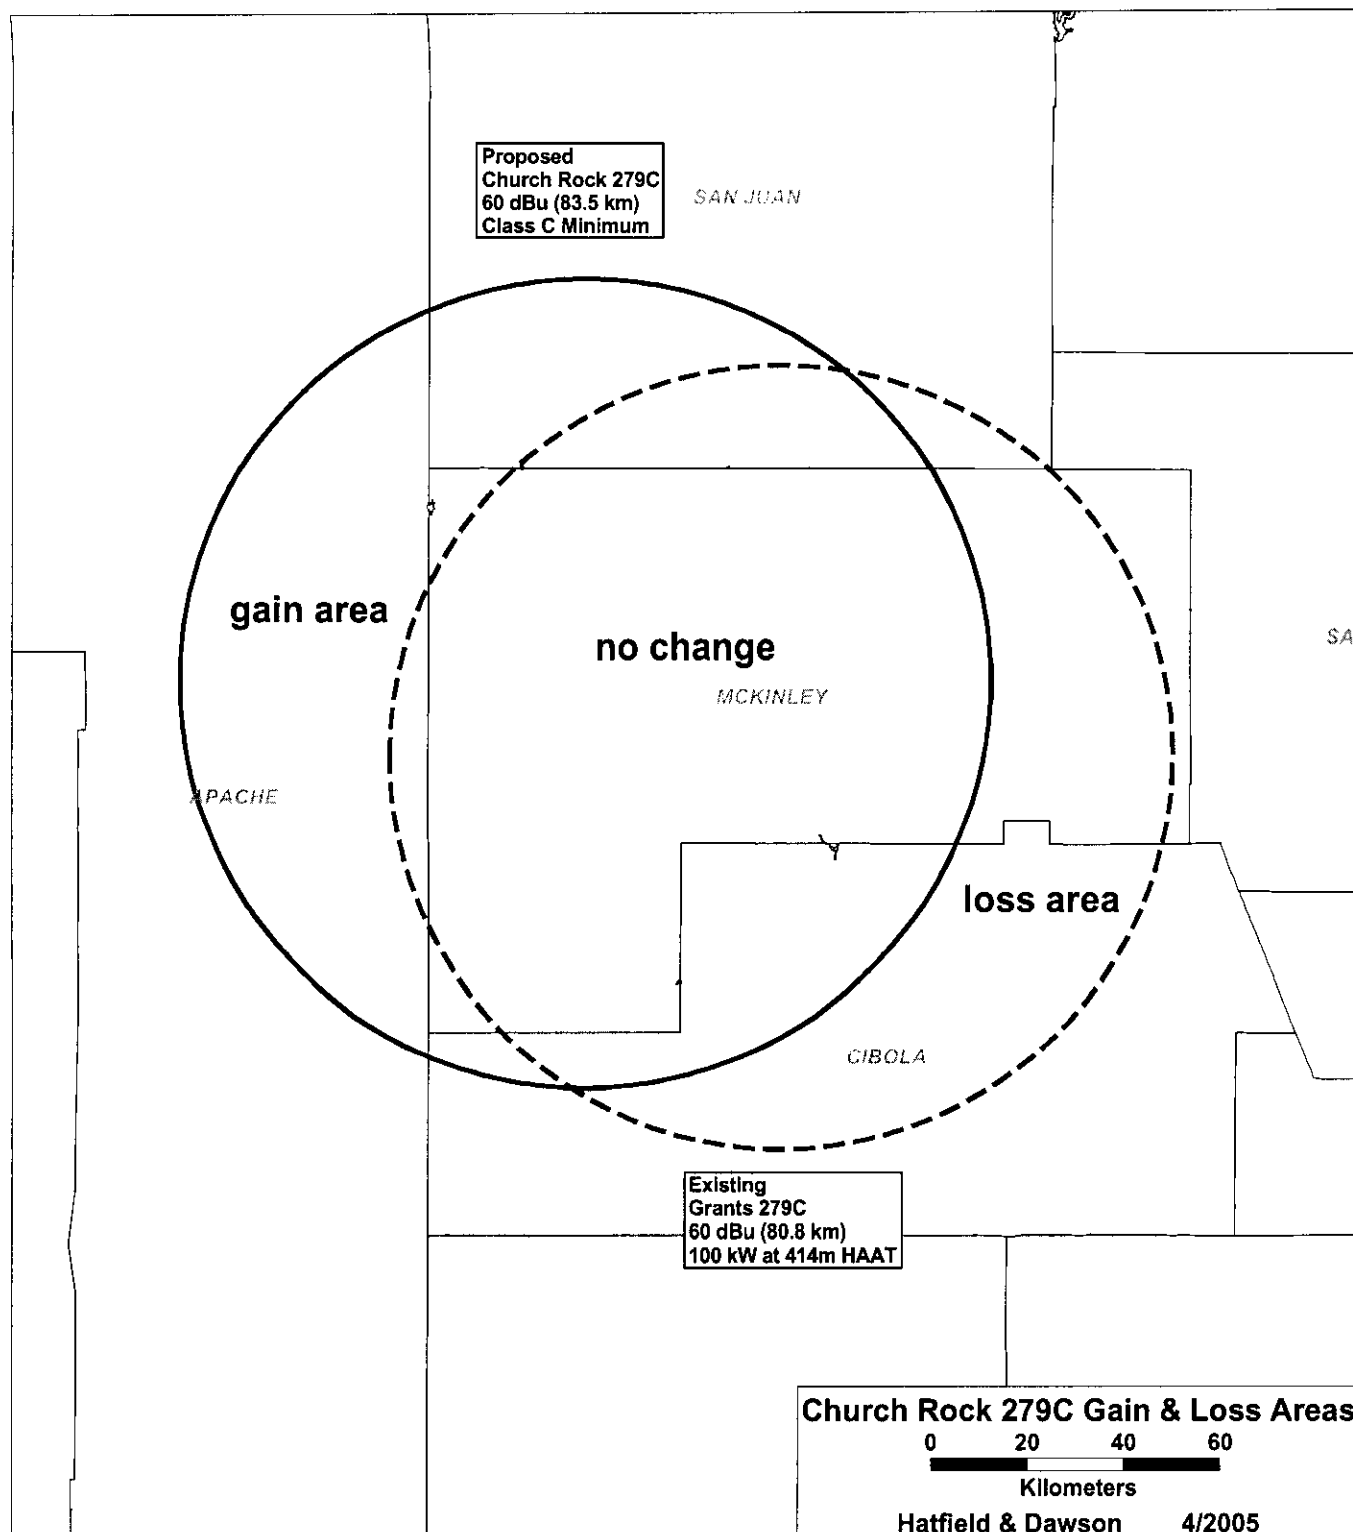 Proposed
Church Rock 279C
60 dBu (83.5 km)
Class C Minimum
SAN JUAN
gain area
no change
SA
MCKINLEY
APACHE
loss area
CIBOLA
Existing
Grants 279C
60 dBu (80.8 km)
100 kW at 414m HAAT
Church Rock 279C Gain & Loss Areas
0 20 40 60
Kilometers
Hatfield & Dawson 4/2005